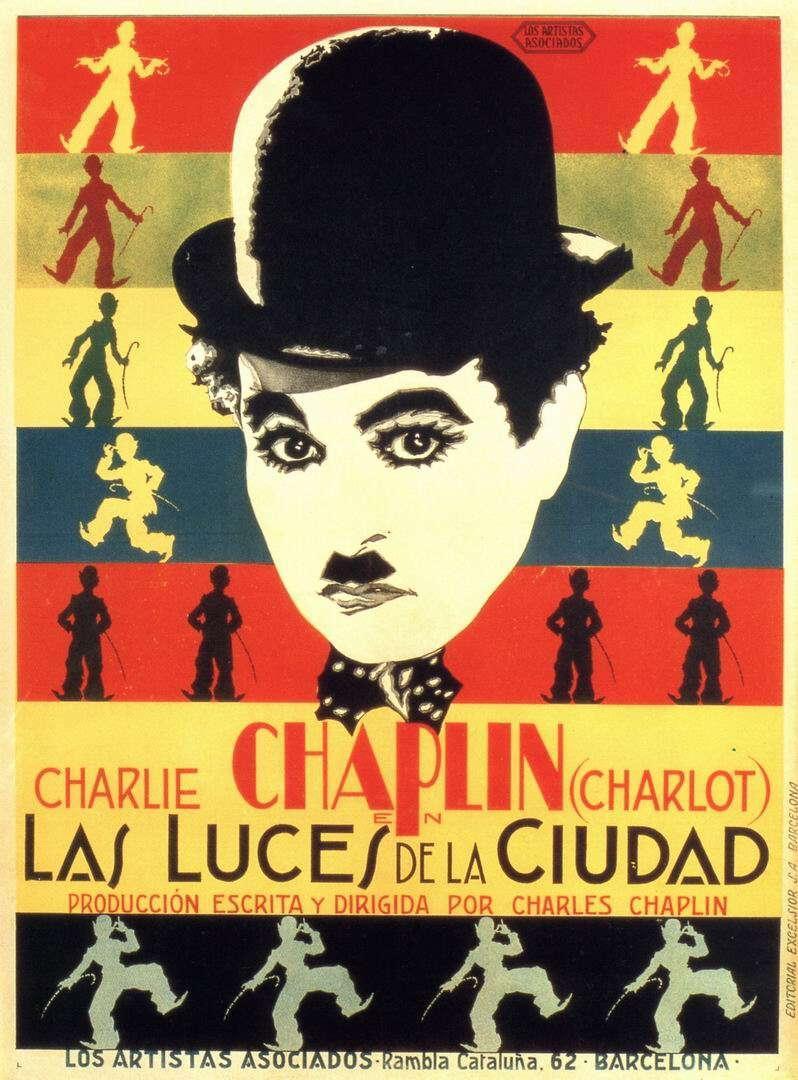 LOS ARTISTAS
ASOCIADOS
CHARLIE CHAPLIN (CHARLOT)
EN
LAS LUCES DE LA CIUDAD
PRODUCCIÓN ESCRITA Y DIRIGIDA POR CHARLES CHAPLIN
LOS ARTISTAS ASOCIADOS · Rambla Cataluña, 62 · BARCELONA ·
EDITORIAL EXCELSIOR S.A BARCELONA